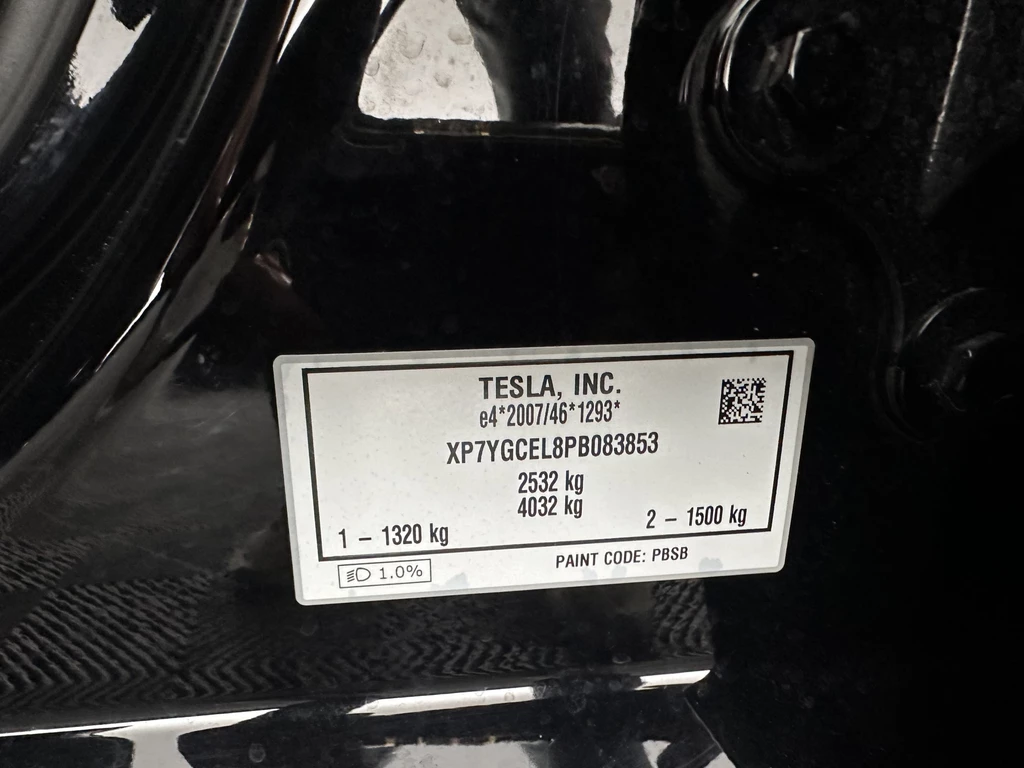 TESLA, INC.
e4*2007/46*1293*
XP7YGCEL8PB083853
2532 kg
4032 kg
1 – 1320 kg
2 – 1500 kg
1.0%
PAINT CODE: PBSB